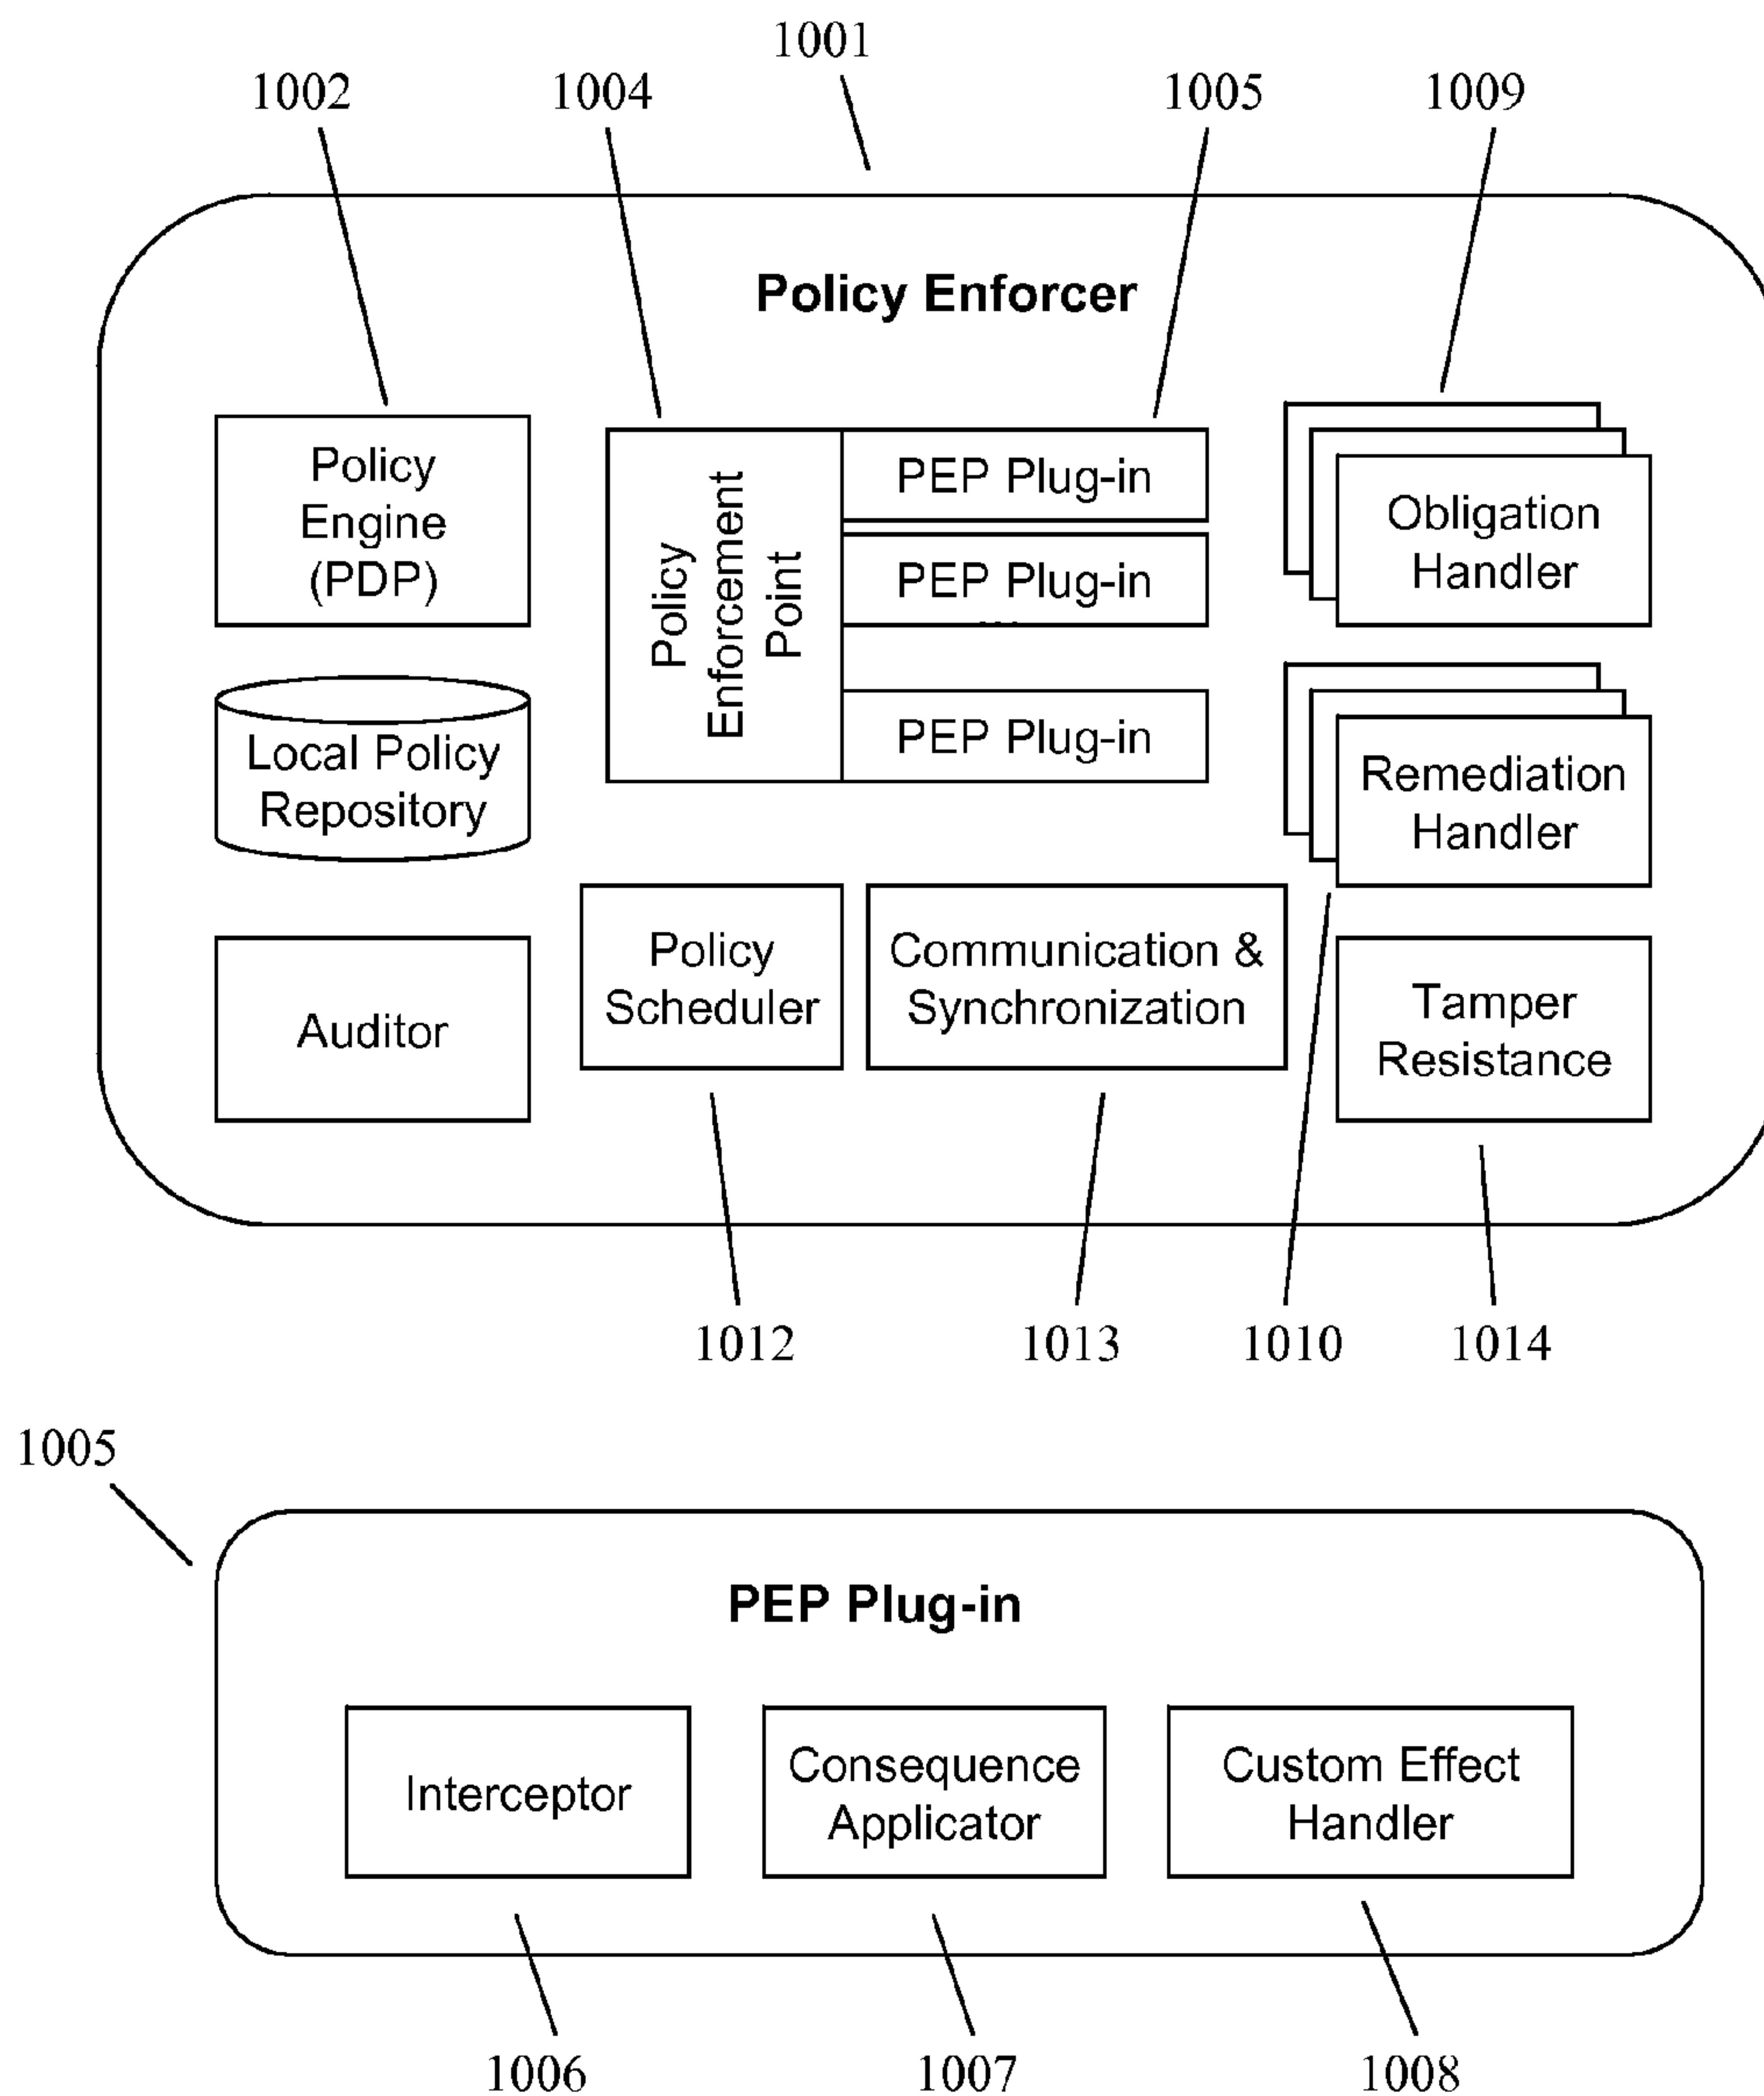 1001
1002
1004
1005
1009
Policy Enforcer
Policy
Engine
(PDP)
Policy
Enforcement
Point
PEP Plug-in
PEP Plug-in
...
PEP Plug-in
Obligation
Handler
Local Policy
Repository
Remediation
Handler
Auditor
Policy
Scheduler
Communication &
Synchronization
Tamper
Resistance
1012
1013
1010
1014
1005
PEP Plug-in
Interceptor
Consequence
Applicator
Custom Effect
Handler
1006
1007
1008